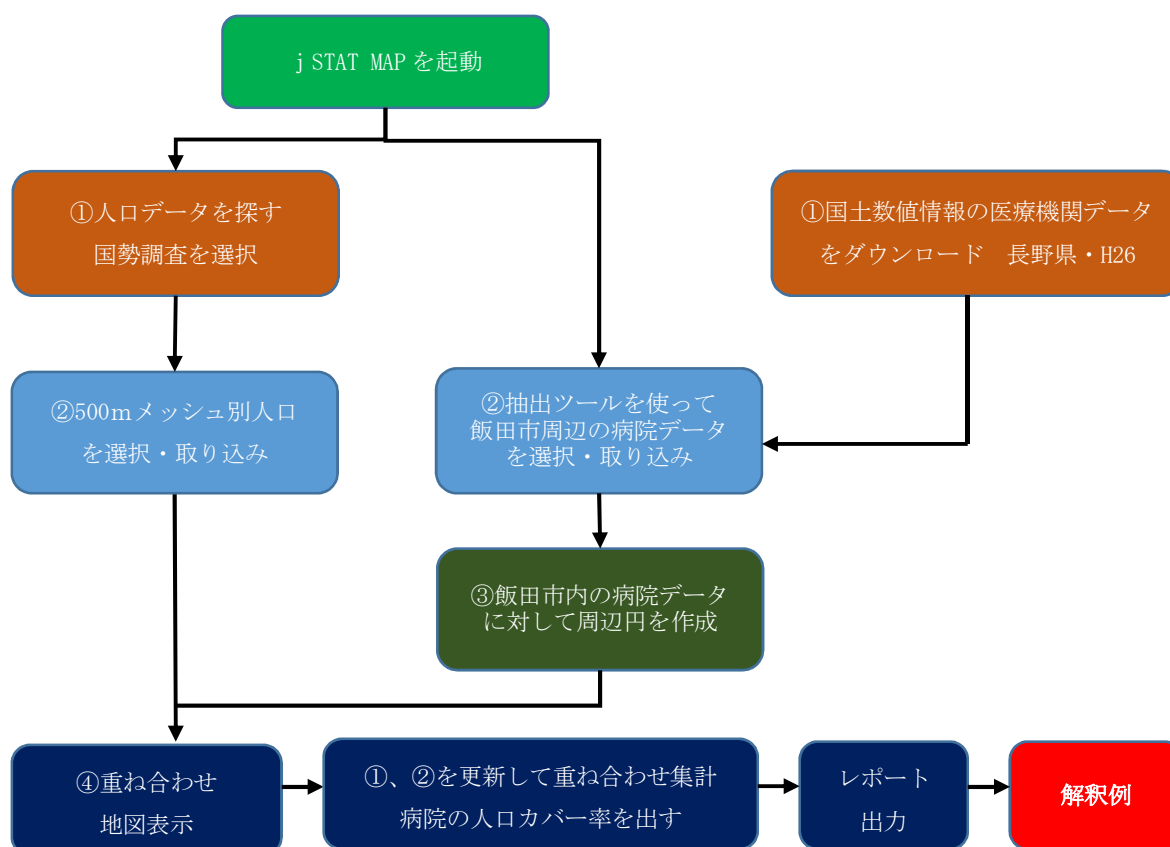 j STAT MAP を起動
①人口データを探す
国勢調査を選択
①国土数値情報の医療機関データ
をダウンロード　長野県・H26
②500mメッシュ別人口
を選択・取り込み
②抽出ツールを使って
飯田市周辺の病院データ
を選択・取り込み
③飯田市内の病院データ
に対して周辺円を作成
④重ね合わせ
地図表示
①、②を更新して重ね合わせ集計
病院の人口カバー率を出す
レポート
出力
解釈例